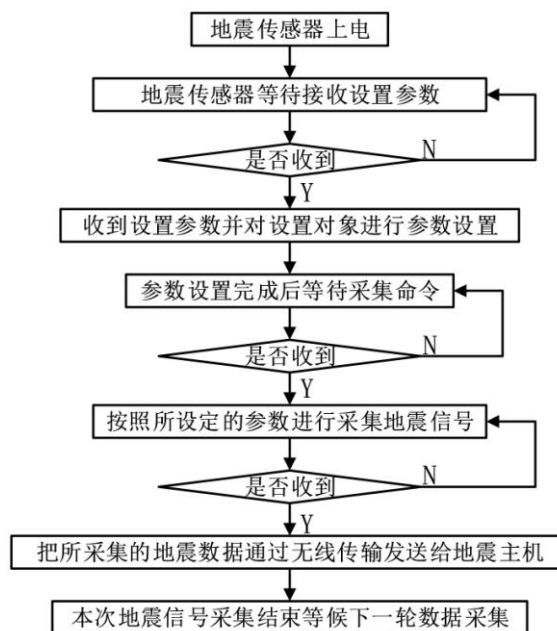 地震传感器上电
地震传感器等待接收设置参数
是否收到
N
Y
收到设置参数并对设置对象进行参数设置
参数设置完成后等待采集命令
是否收到
N
Y
按照所设定的参数进行采集地震信号
是否收到
N
Y
把所采集的地震数据通过无线传输发送给地震主机
本次地震信号采集结束等候下一轮数据采集